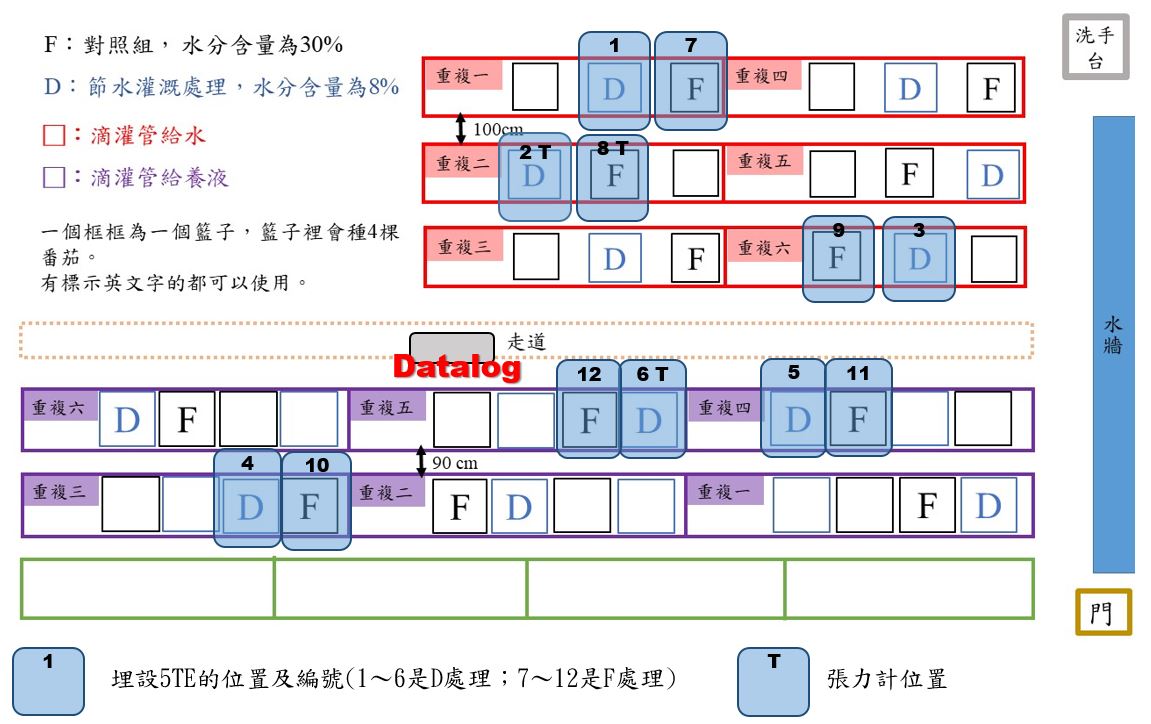 F：對照組，水分含量為30%
D：節水灌溉處理，水分含量為8%
□：滴灌管給水
□：滴灌管給養液
一個框框為一個籃子，籃子裡會種4棵
番茄。
有標示英文字的都可以使用。
1 7
重複一 D F 重複四 D F
100cm
2 T 8 T
重複二 D F 重複五 F D
9 3
重複三 D F 重複六 F D
洗手
台
水
牆
走道
Datalog
12 6 T 5 11
重複六 D F 重複五 F D 重複四 D F
90 cm
4 10
重複三 D F 重複二 F D 重複一 F D
門
1 埋設5TE的位置及編號(1～6是D處理；7～12是F處理)
T 張力計位置